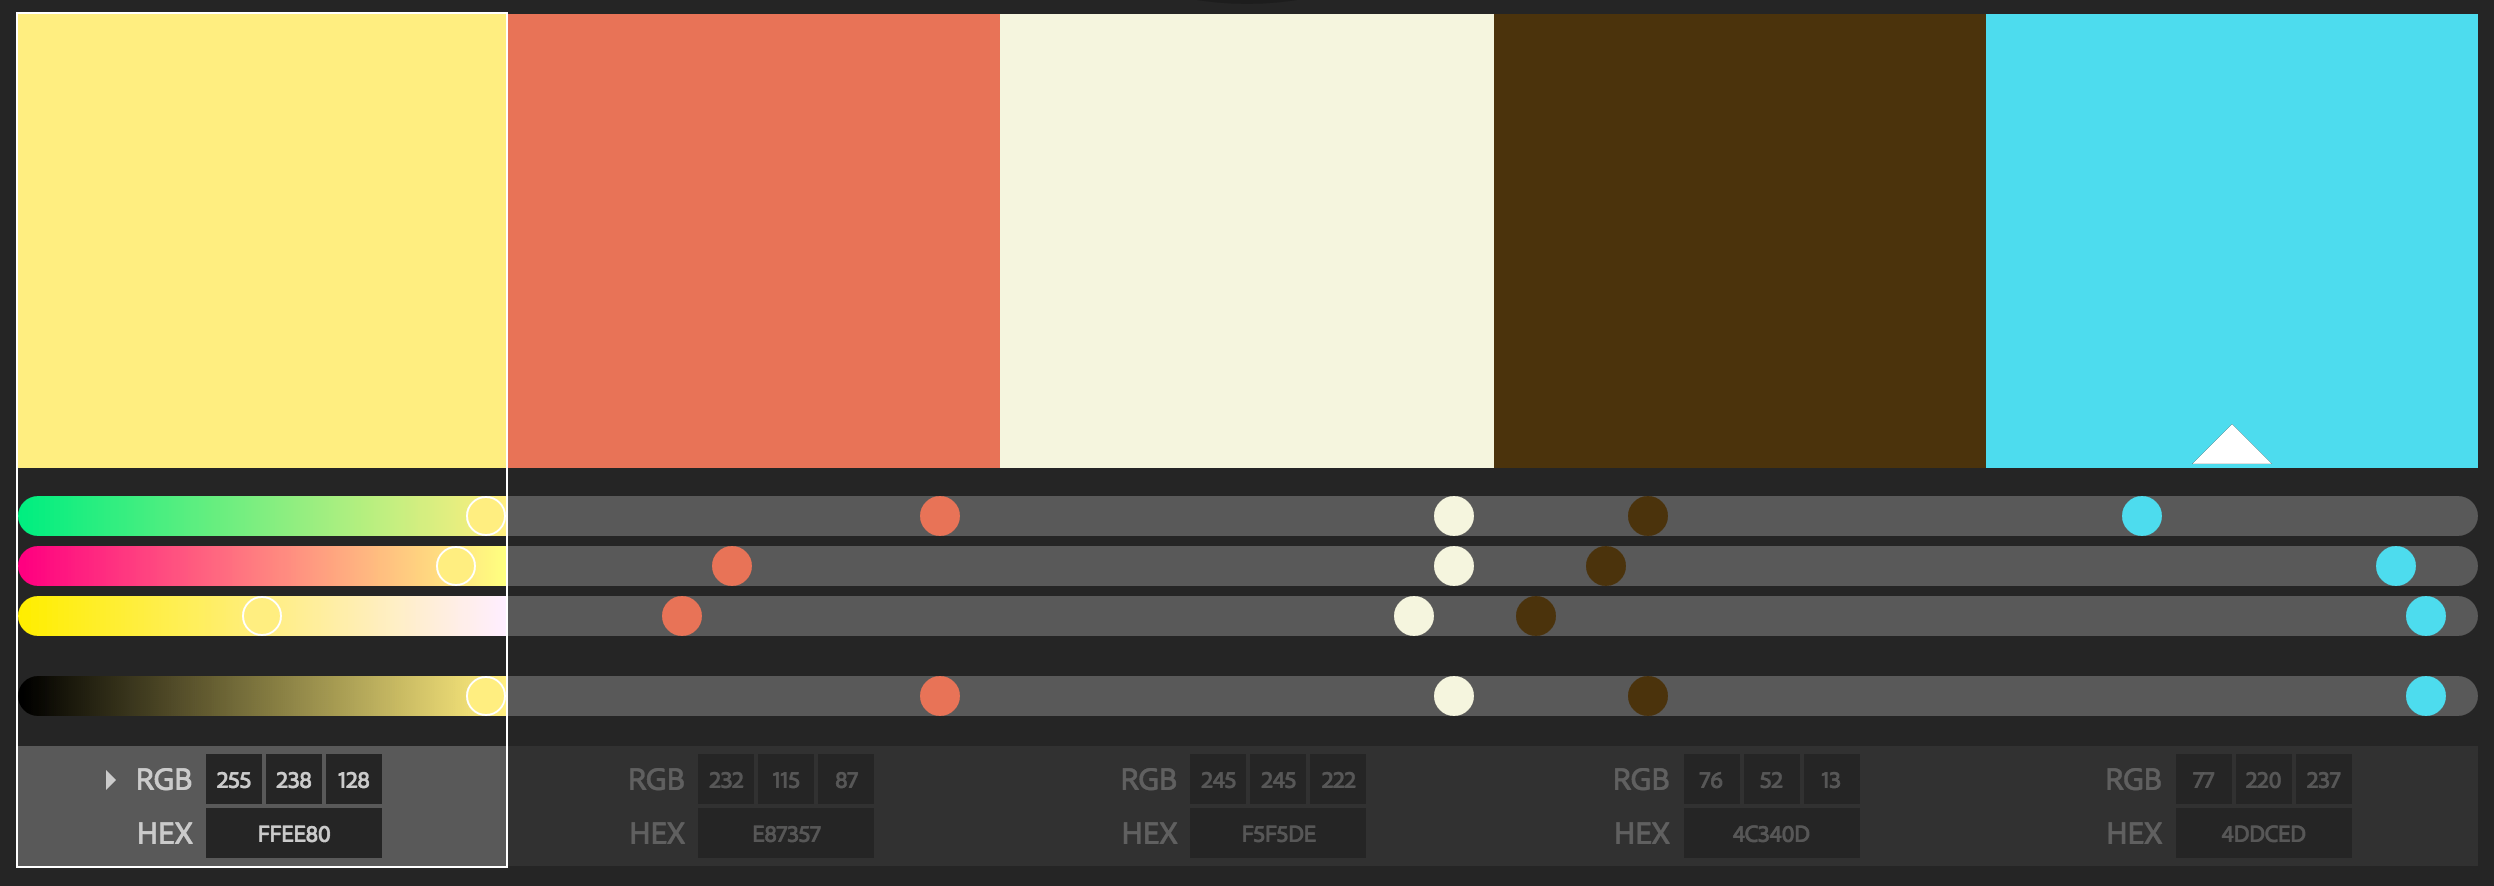 RGB 255 238 128
HEX FFEE80
RGB 232 115 87
HEX E87357
RGB 245 245 222
HEX F5F5DE
RGB 76 52 13
HEX 4C340D
RGB 77 220 237
HEX 4DDCED